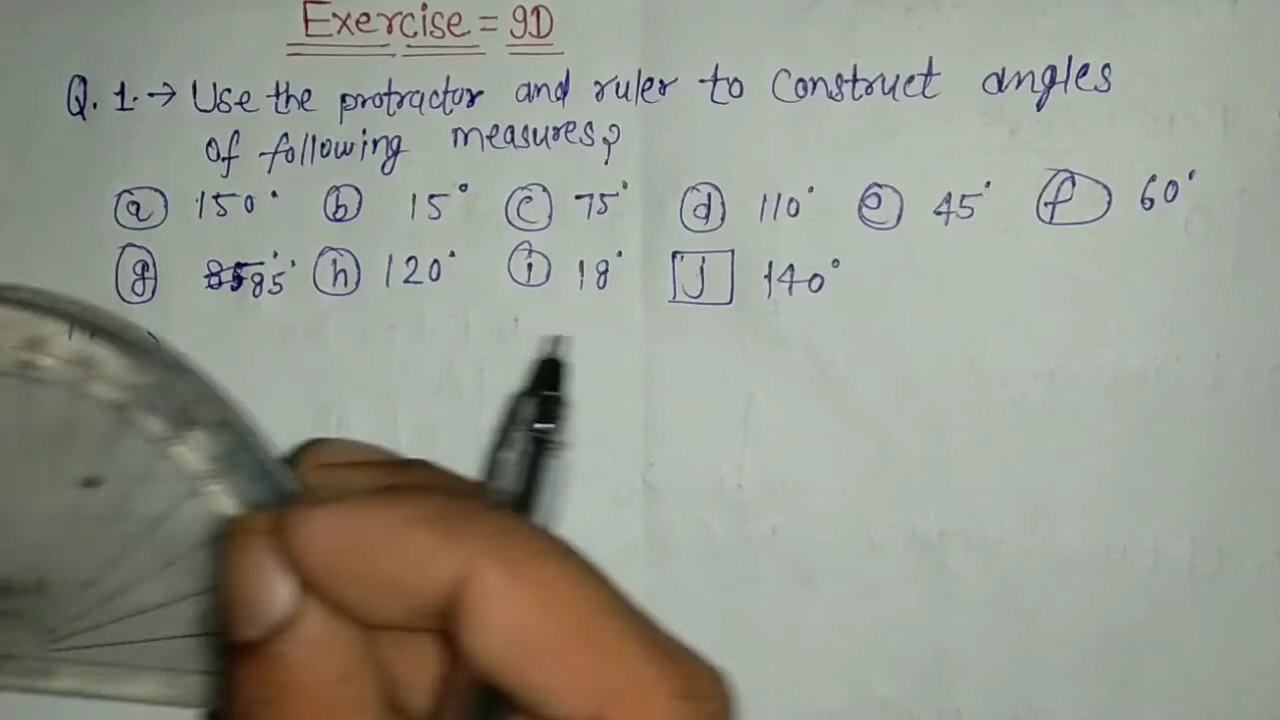 Exercise = 9D
Q. 1. → Use the protractor and ruler to construct angles
of following measures?
(a) 150° (b) 15° (c) 75° (d) 110° (e) 45° (f) 60°
(g) 85° (h) 120° (i) 18° [J] 140°